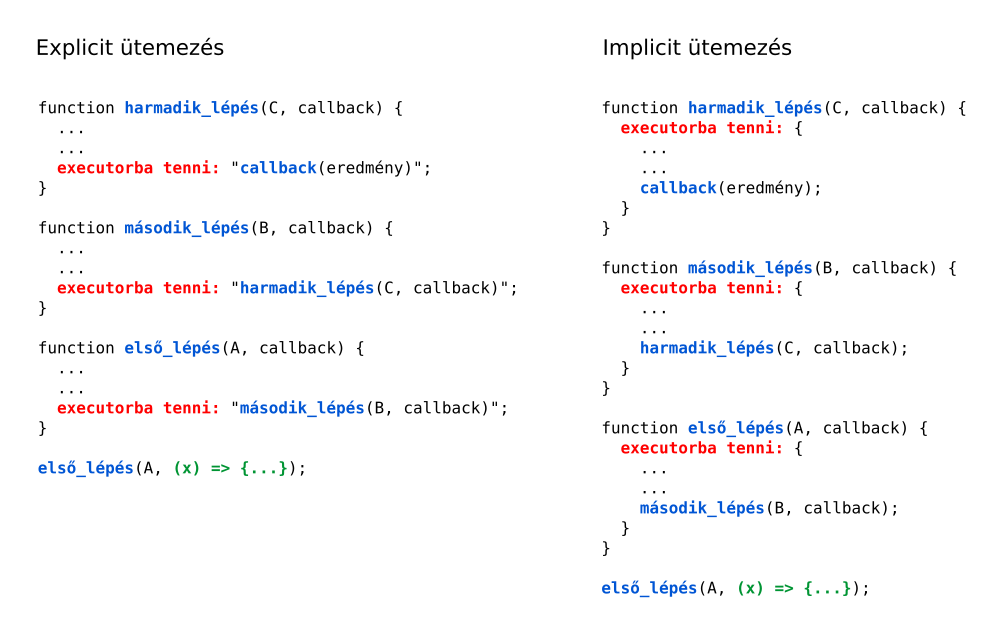 Explicit ütemezés
function harmadik_lépés(C, callback) {
  ...
  ...
  executorba tenni: "callback(eredmény)";
}
function második_lépés(B, callback) {
  ...
  ...
  executorba tenni: "harmadik_lépés(C, callback)";
}
function első_lépés(A, callback) {
  ...
  ...
  executorba tenni: "második_lépés(B, callback)";
}
első_lépés(A, (x) => {...});
Implicit ütemezés
function harmadik_lépés(C, callback) {
  executorba tenni: {
    ...
    ...
    callback(eredmény);
  }
}
function második_lépés(B, callback) {
  executorba tenni: {
    ...
    ...
    harmadik_lépés(C, callback);
  }
}
function első_lépés(A, callback) {
  executorba tenni: {
    ...
    ...
    második_lépés(B, callback);
  }
}
első_lépés(A, (x) => {...});